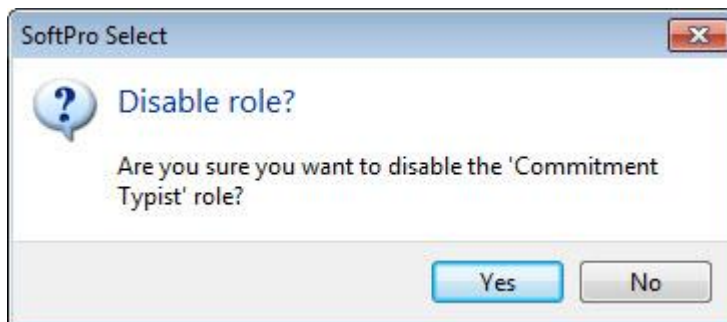 SoftPro Select
Disable role?
Are you sure you want to disable the 'Commitment
Typist' role?
Yes No